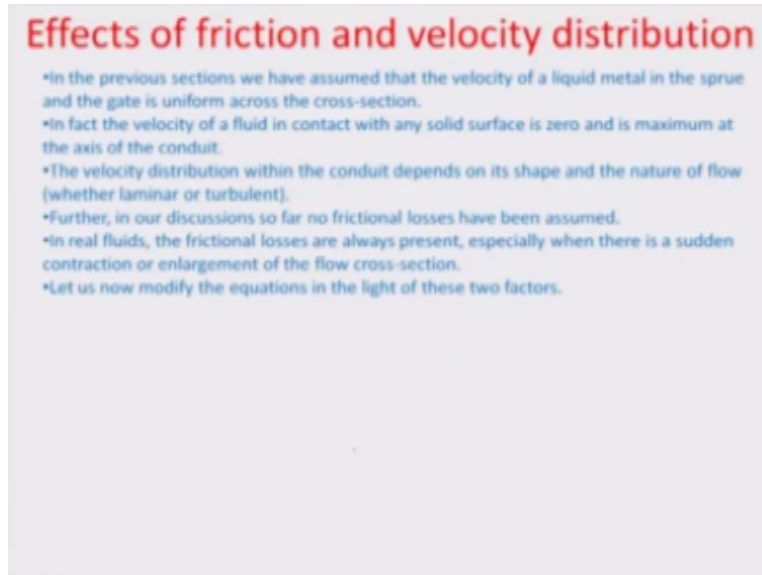 Effects of friction and velocity distribution
•In the previous sections we have assumed that the velocity of a liquid metal in the sprue
and the gate is uniform across the cross-section.
•In fact the velocity of a fluid in contact with any solid surface is zero and is maximum at
the axis of the conduit.
•The velocity distribution within the conduit depends on its shape and the nature of flow
(whether laminar or turbulent).
•Further, in our discussions so far no frictional losses have been assumed.
•In real fluids, the frictional losses are always present, especially when there is a sudden
contraction or enlargement of the flow cross-section.
•Let us now modify the equations in the light of these two factors.